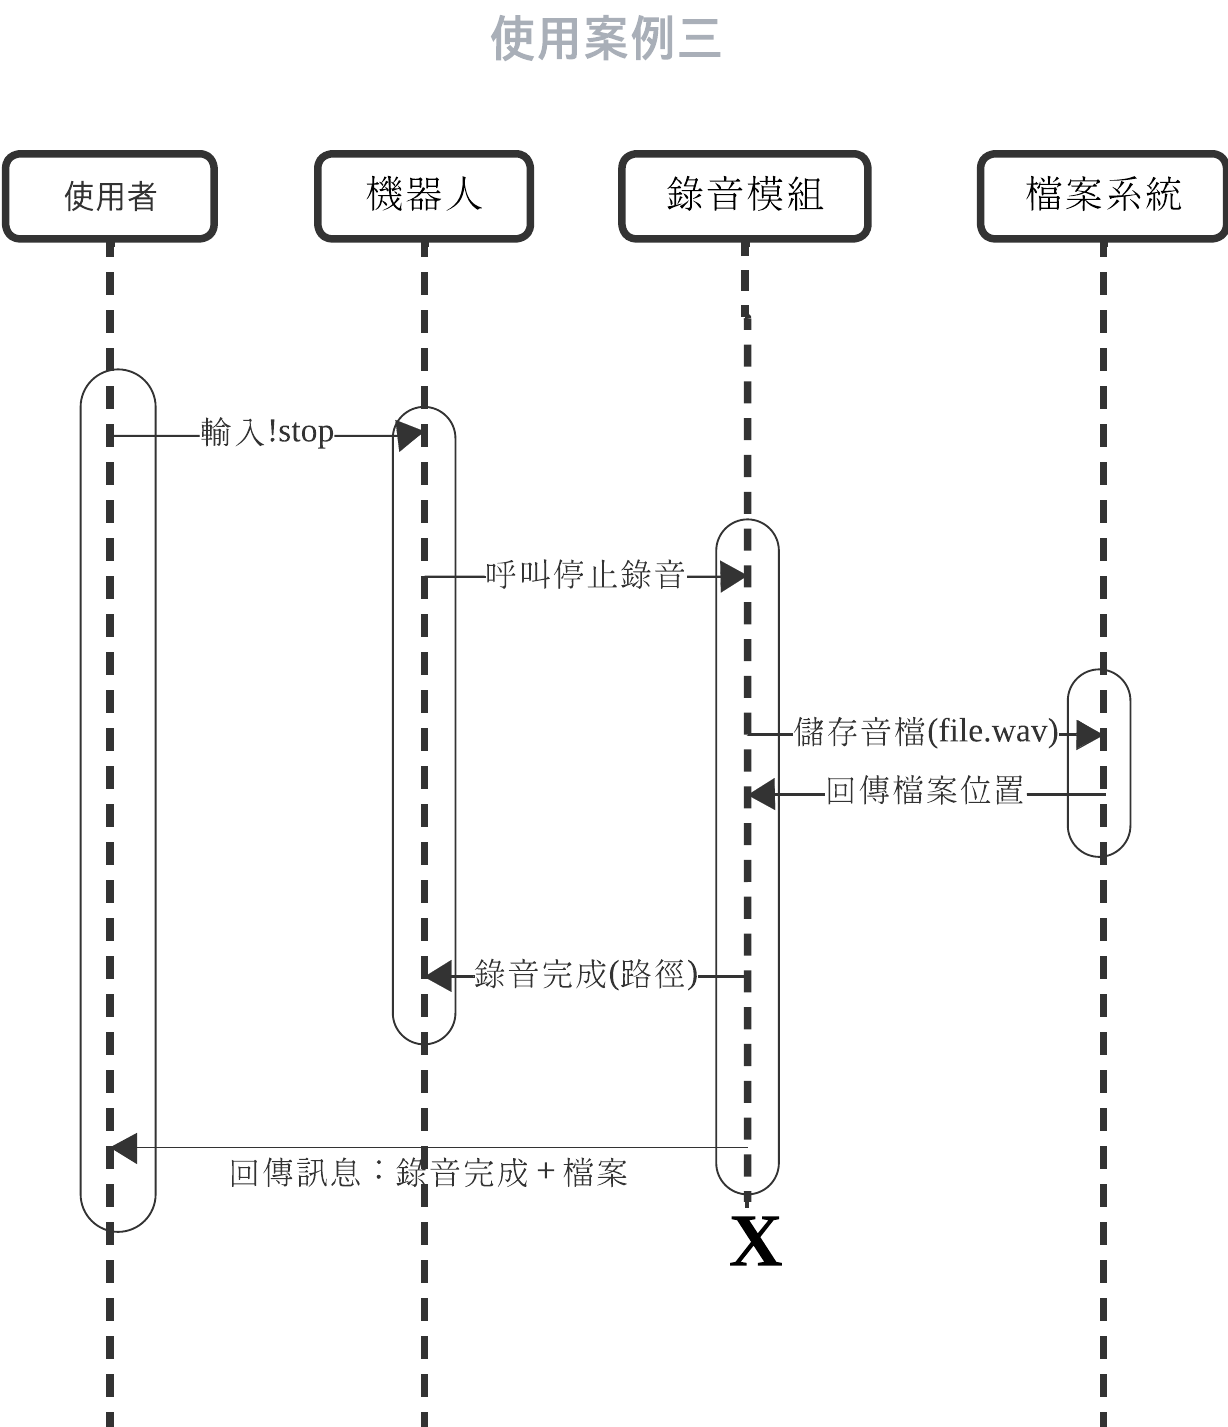 使用案例三
使用者
機器人
錄音模組
檔案系統
輸入!stop
呼叫停止錄音
儲存音檔(file.wav)
回傳檔案位置
錄音完成(路徑)
回傳訊息：錄音完成 + 檔案
X